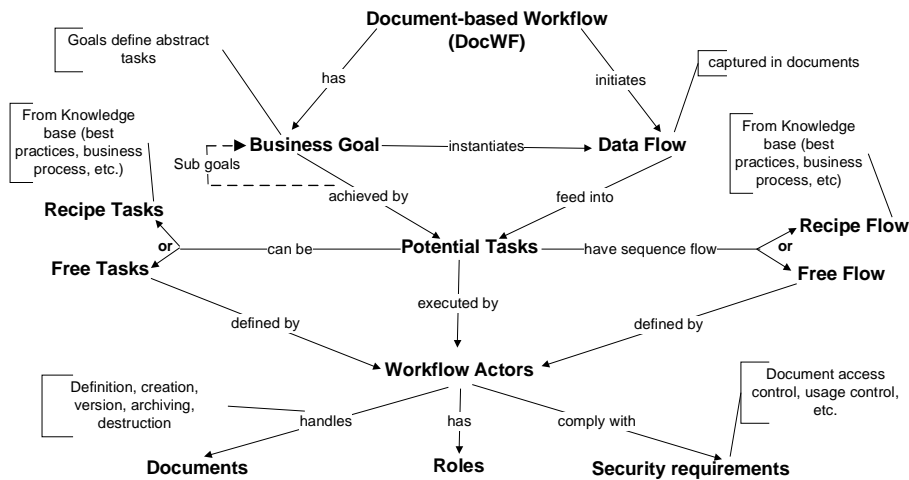 Document-based Workflow
(DocWF)
Goals define abstract
tasks
captured in documents
has
initiates
From Knowledge
base (best
practices, business
process, etc.)
From Knowledge
base (best
practices, business
process, etc)
Business Goal
instantiates
Data Flow
Sub goals
achieved by
feed into
Recipe Tasks
Recipe Flow
or
can be
Potential Tasks
have sequence flow
or
Free Tasks
Free Flow
executed by
defined by
defined by
Workflow Actors
Definition, creation,
version, archiving,
destruction
Document access
control, usage control,
etc.
handles
has
comply with
Documents
Roles
Security requirements